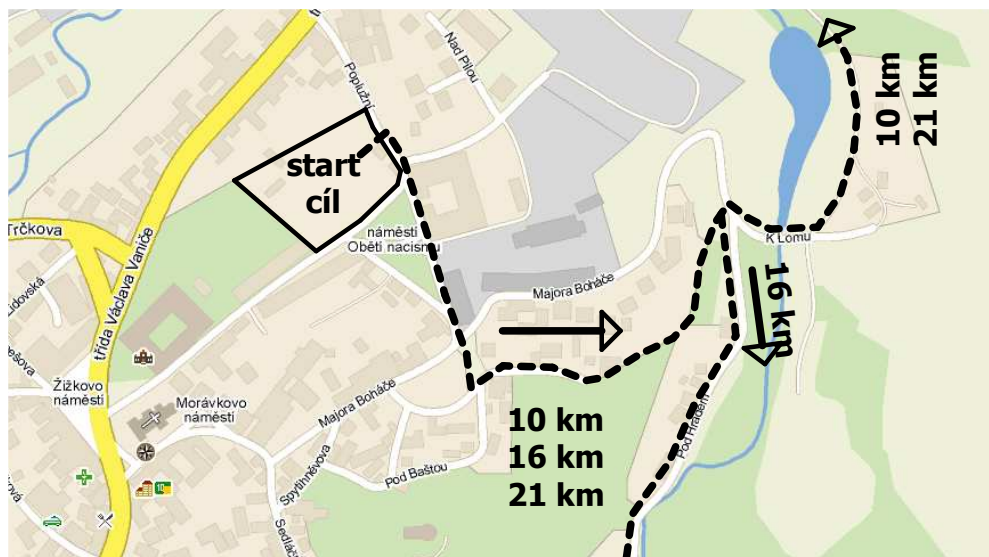 Nad Pilou
Poplužní
10 km
21 km
start
cíl
náměstí
Obětí nacismu
Trčkova
Lidovská
třída Václava Vaniče
K Lomu
Majora Boháče
16 km
Žižkovo
náměstí
Morávkovo
náměstí
Majora Boháče
10 km
16 km
21 km
Pod Hradem
Pod Baštou
Spytihněvova